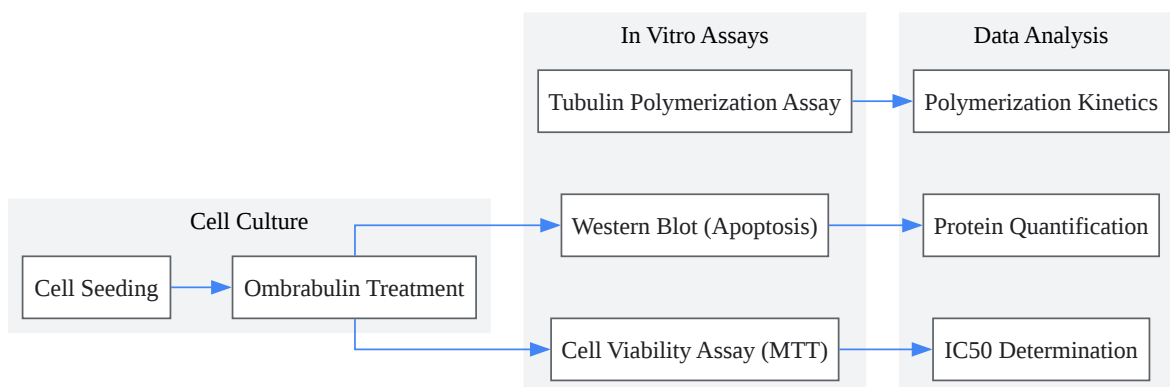 In Vitro Assays
Data Analysis
Tubulin Polymerization Assay
Polymerization Kinetics
Cell Culture
Western Blot (Apoptosis)
Protein Quantification
Cell Seeding
Ombrabulin Treatment
Cell Viability Assay (MTT)
IC50 Determination